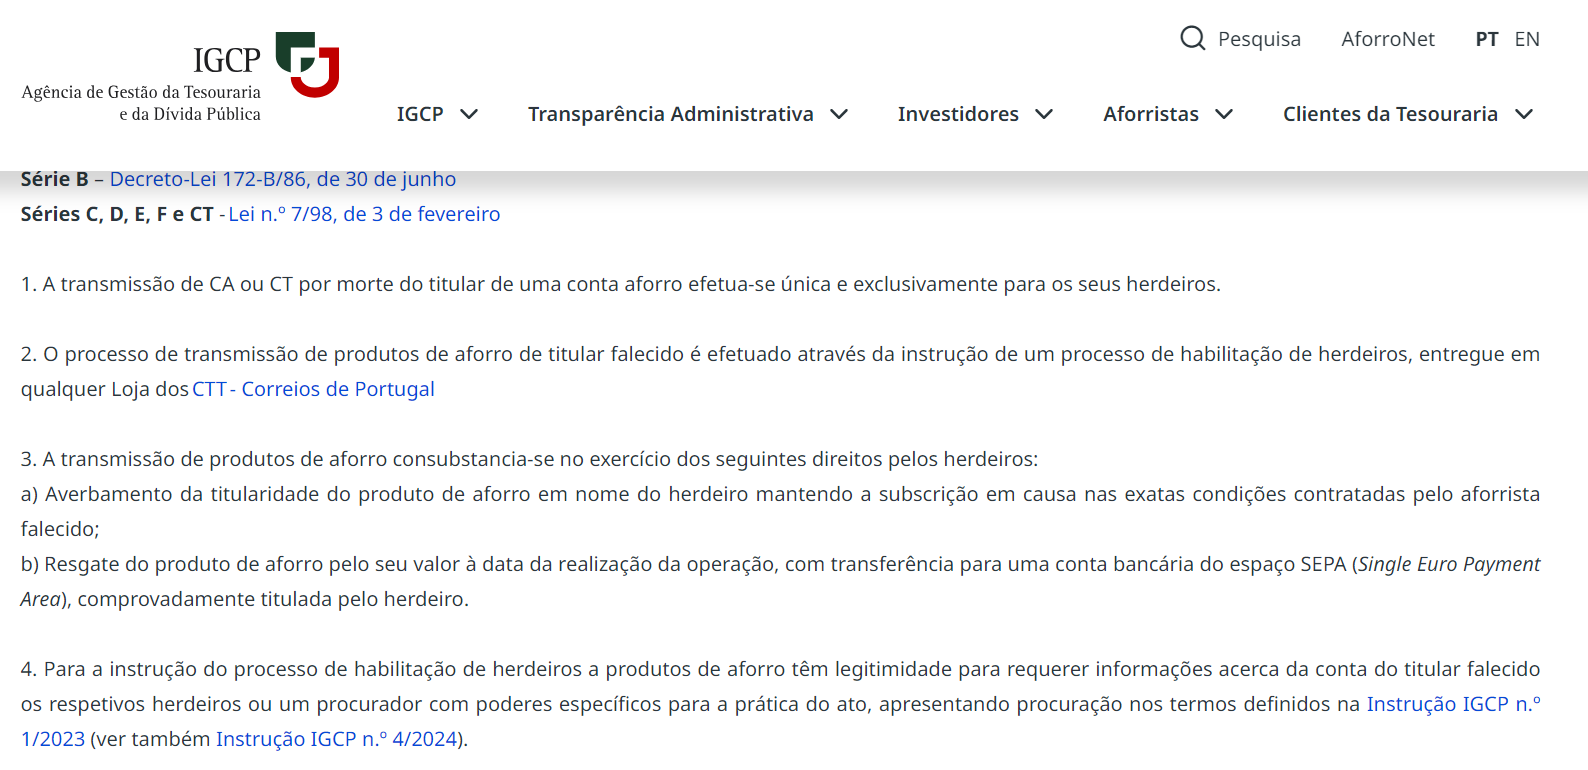 IGCP
Agência de Gestão da Tesouraria
e da Dívida Pública
Pesquisa AforroNet PT EN
IGCP Transparência Administrativa Investidores Aforristas Clientes da Tesouraria
Série B – Decreto-Lei 172-B/86, de 30 de junho
Séries C, D, E, F e CT - Lei n.º 7/98, de 3 de fevereiro
1. A transmissão de CA ou CT por morte do titular de uma conta aforro efetua-se única e exclusivamente para os seus herdeiros.
2. O processo de transmissão de produtos de aforro de titular falecido é efetuado através da instrução de um processo de habilitação de herdeiros, entregue em
qualquer Loja dos CTT - Correios de Portugal
3. A transmissão de produtos de aforro consubstancia-se no exercício dos seguintes direitos pelos herdeiros:
a) Averbamento da titularidade do produto de aforro em nome do herdeiro mantendo a subscrição em causa nas exatas condições contratadas pelo aforrista
falecido;
b) Resgate do produto de aforro pelo seu valor à data da realização da operação, com transferência para uma conta bancária do espaço SEPA (Single Euro Payment
Area), comprovadamente titulada pelo herdeiro.
4. Para a instrução do processo de habilitação de herdeiros a produtos de aforro têm legitimidade para requerer informações acerca da conta do titular falecido
os respetivos herdeiros ou um procurador com poderes específicos para a prática do ato, apresentando procuração nos termos definidos na Instrução IGCP n.º
1/2023 (ver também Instrução IGCP n.º 4/2024).